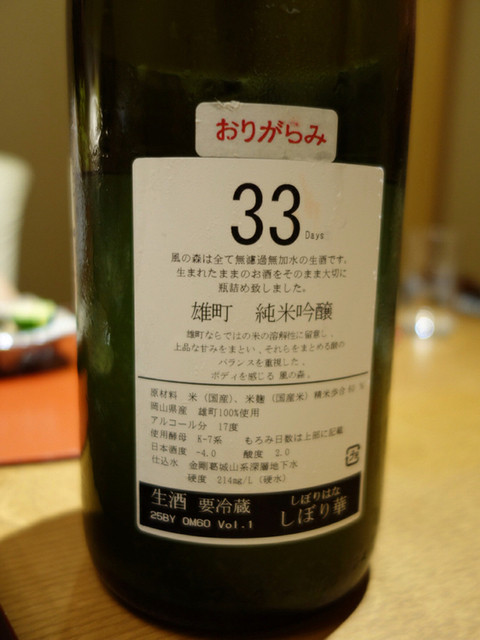 おりがらみ
33 Days
風の森は全て無濾過無加水の生酒です。
生まれたままのお酒をそのまま大切に
瓶詰め致しました。
雄町 純米吟醸
雄町ならではの米の溶解性に留意し、
上品な甘みをまとい、それらをまとめる酸の
バランスを重視した、
ボディを感じる 風の森。
原材料 米（国産）、米麹（国産米）精米歩合60％
岡山県産 雄町100%使用
アルコール分 17度
使用酵母 K-7系 もろみ日数は上部に記載
日本酒度 -4.0 酸度 2.0
仕込水 金剛葛城山系深層地下水
硬度 214mg/L（硬水）
生酒 要冷蔵
25BY OM60 Vol.1
しぼりはな
しぼり華